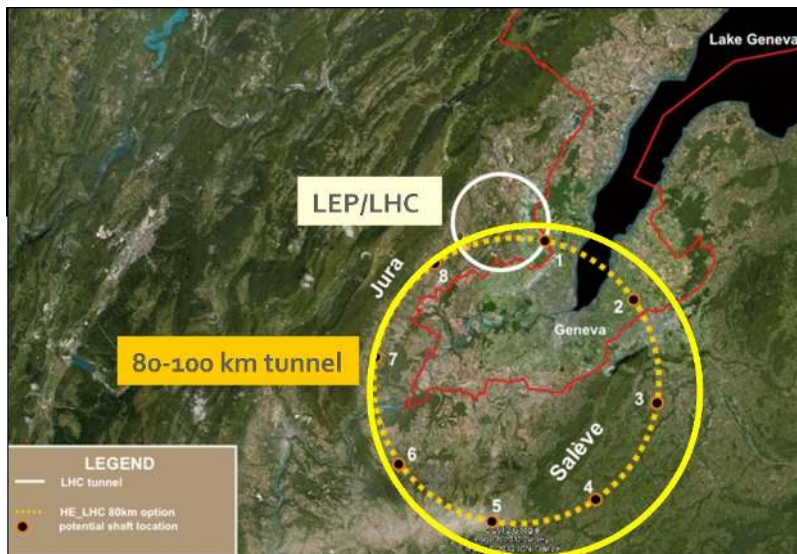 Lake Geneva
LEP/LHC
1
Jura
8
2
Geneva
80-100 km tunnel
7
3
Salève
6
4
5
LEGEND
LHC tunnel
HE_LHC 80km option
potential shaft location